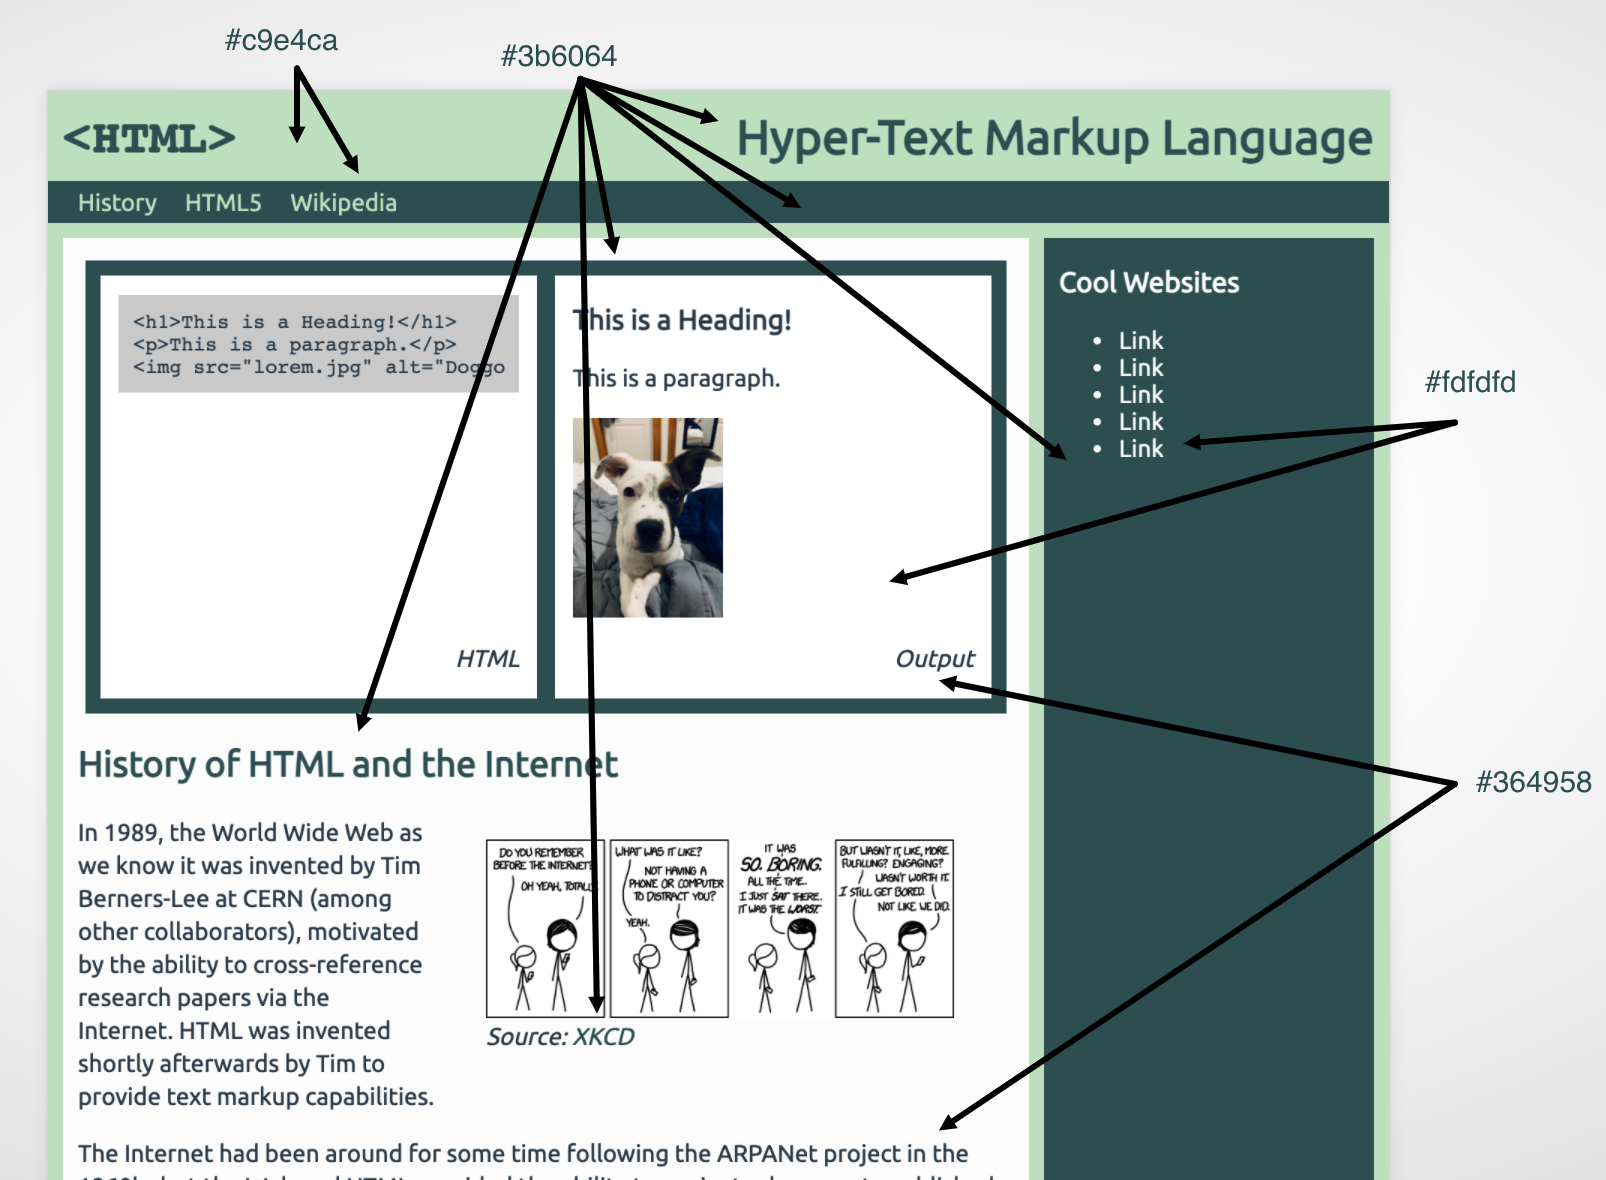 #c9e4ca
#3b6064
<HTML>
Hyper-Text Markup Language
History HTML5 Wikipedia
<h1>This is a Heading!</h1>
<p>This is a paragraph.</p>
<img src="lorem.jpg" alt="Doggo
HTML
This is a Heading!
This is a paragraph.
Output
Cool Websites
• Link
• Link
• Link
• Link
• Link
#fdfdfd
#364958
History of HTML and the Internet
In 1989, the World Wide Web as
we know it was invented by Tim
Berners-Lee at CERN (among
other collaborators), motivated
by the ability to cross-reference
research papers via the
Internet. HTML was invented
shortly afterwards by Tim to
provide text markup capabilities.
DO YOU REMEMBER
BEFORE THE INTERNET?
OH YEAH, TOTALLY
WHAT WAS IT LIKE?
NOT HAVING A
PHONE OR COMPUTER
TO DISTRACT YOU?
YEAH.
IT WAS
SO. BORING.
ALL THE TIME.
I JUST SAT THERE.
IT WAS THE WORST.
BUT WASN'T IT, LIKE, MORE
FULFILLING? ENGAGING?
WASN'T WORTH IT.
I STILL GET BORED.
NOT LIKE WE DID.
Source: XKCD
The Internet had been around for some time following the ARPANet project in the